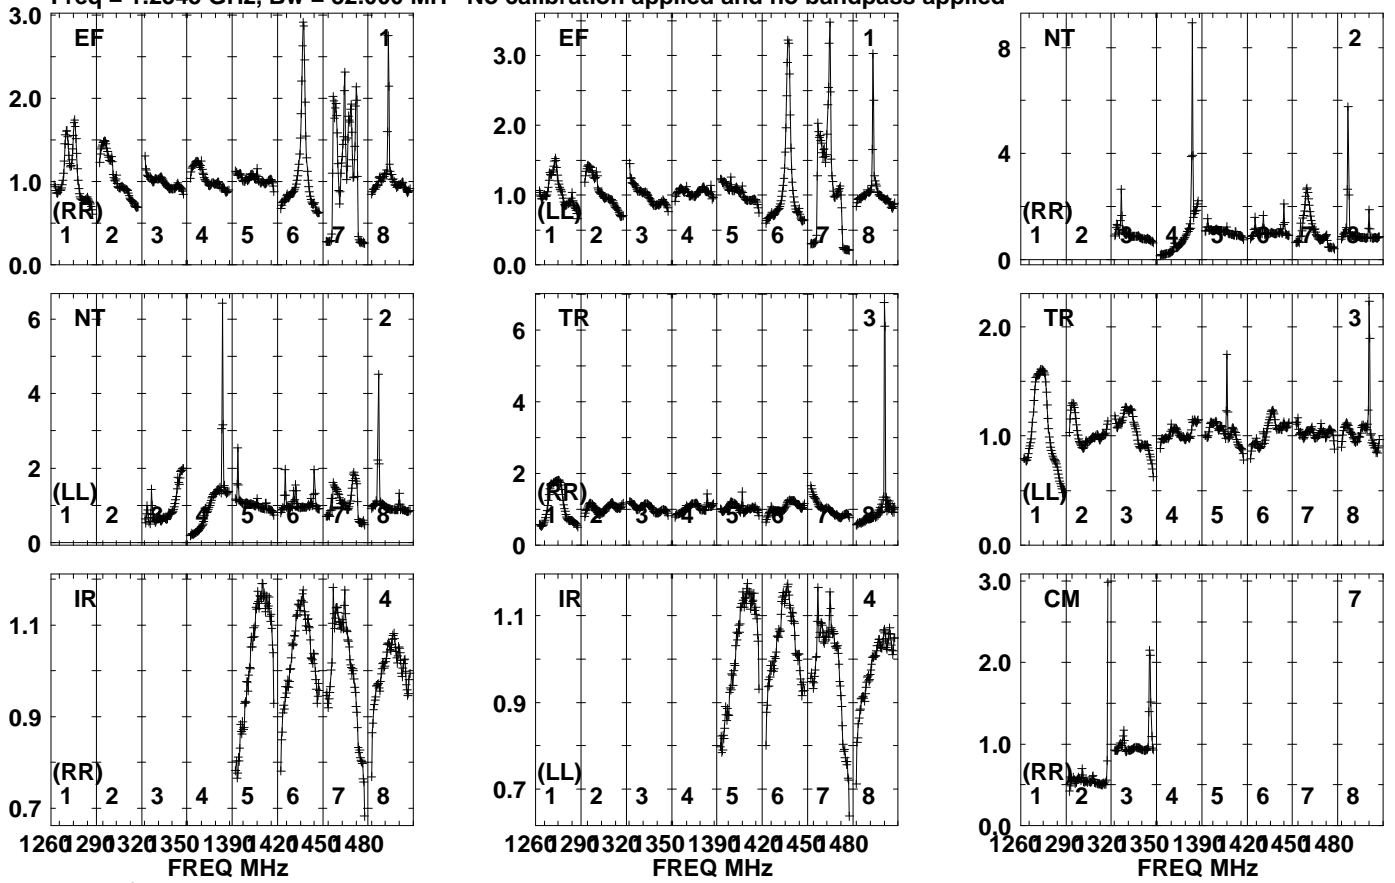 Freq = 1.2
GHz, Bw = 32.000 MH No calibration applied and no bandpass applied
EF 1
3.0
2.0
1.0
0.0
(RR)
1 2 3 4 5 6 7 8
EF 1
3.0
2.0
1.0
0.0
(LL)
1 2 3 4 5 6 7 8
NT 2
8
4
0
(RR)
1 2 3 4 5 6 7 8
NT 2
6
4
2
0
(LL)
1 2 3 4 5 6 7 8
TR 3
6
4
2
0
(RR)
1 2 3 4 5 6 7 8
TR 3
2.0
1.0
0.0
(LL)
1 2 3 4 5 6 7 8
IR 4
1.1
0.9
0.7
(RR)
1 2 3 4 5 6 7 8
1260 1290 1320 1350 1390 1420 1450 1480
FREQ MHz
IR 4
1.1
0.9
0.7
(LL)
1 2 3 4 5 6 7 8
1260 1290 1320 1350 1390 1420 1450 1480
FREQ MHz
CM 7
3.0
2.0
1.0
0.0
(RR)
1 2 3 4 5 6 7 8
1260 1290 1320 1350 1390 1420 1450 1480
FREQ MHz